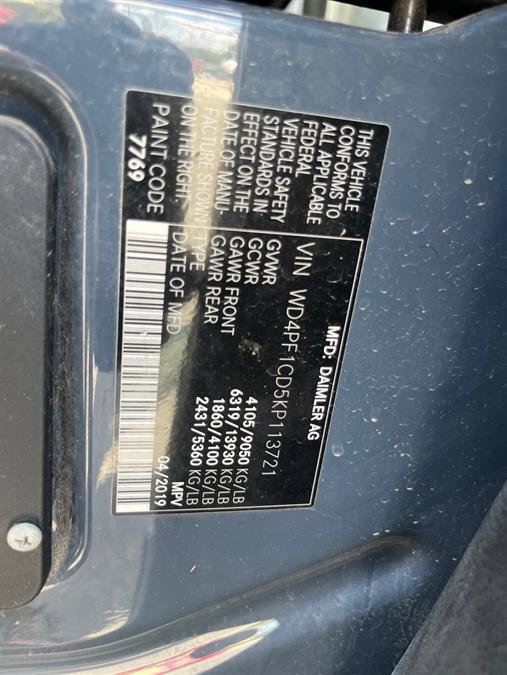 MFD: DAIMLER AG
VIN WD4PF1CD5KP113721
THIS VEHICLE
CONFORMS TO
ALL APPLICABLE
FEDERAL
VEHICLE SAFETY
STANDARDS IN
EFFECT ON THE
DATE OF MANU
FACTURE SHOWN
ON THE RIGHT.
PAINT CODE
7769
GVWR 4105/9050 KG/LB
GCWR 6319/13930 KG/LB
GAWR FRONT 1860/4100 KG/LB
GAWR REAR 2431/5360 KG/LB
TYPE MPV
DATE OF MFD 04/2019